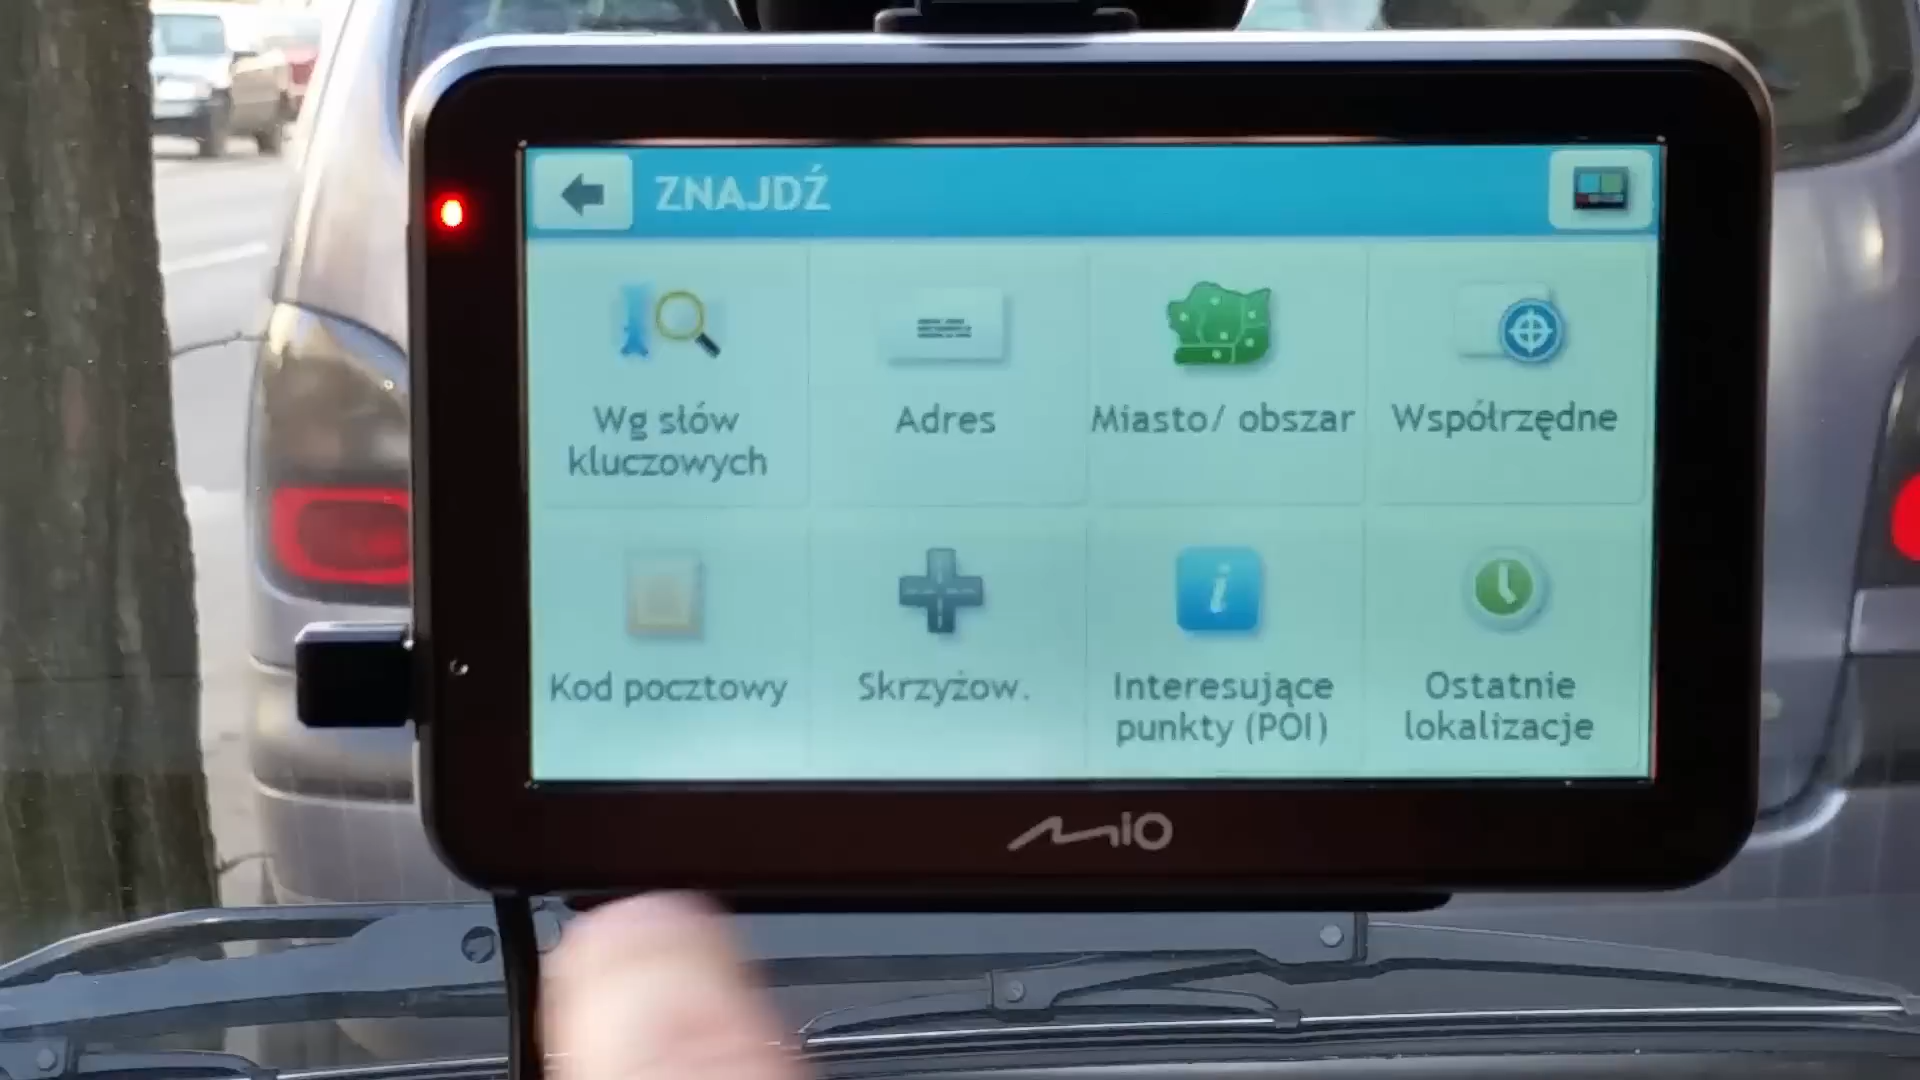 ZNAJDŹ
Wg słów
kluczowych
Adres
Miasto/ obszar
Współrzędne
Kod pocztowy
Skrzyżow.
Interesujące
punkty (POI)
Ostatnie
lokalizacje
Mio